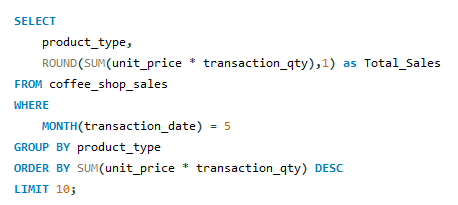 SELECT
    product_type,
    ROUND(SUM(unit_price * transaction_qty),1) as Total_Sales
FROM coffee_shop_sales
WHERE
    MONTH(transaction_date) = 5
GROUP BY product_type
ORDER BY SUM(unit_price * transaction_qty) DESC
LIMIT 10;